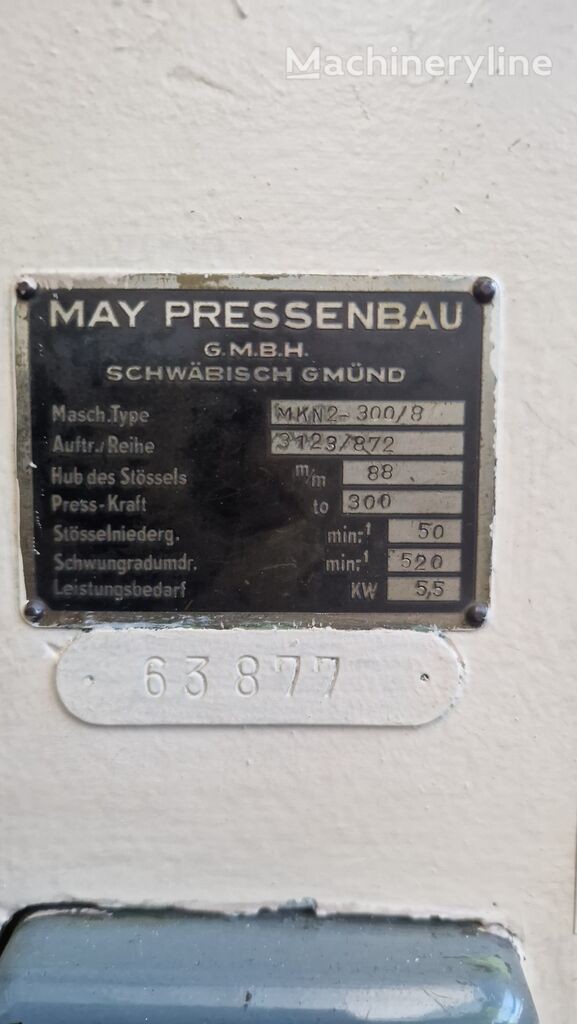 Machineryline
MAY PRESSENBAU
G.M.B.H.
SCHWÄBISCH GMÜND
Masch.Type MKN2-300/8
Auftr./Reihe 3123/872
Hub des Stössels m/m 88
Press-Kraft to 300
Stösselniederg. min.-1 50
Schwungradumdr. min.-1 520
Leistungsbedarf KW 5,5
63877